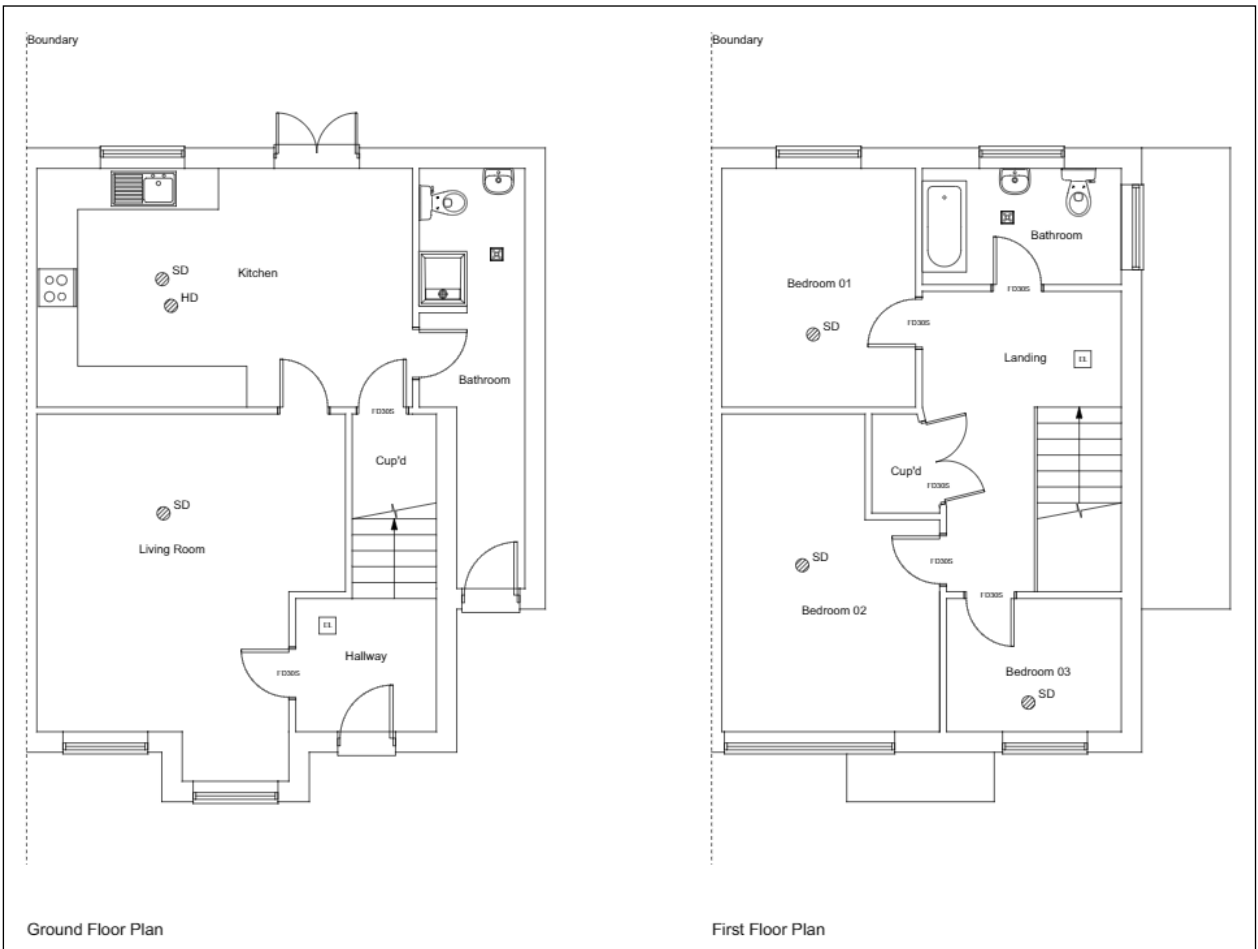 Boundary
SD
HD
Kitchen
Bathroom
FD30S
Cup'd
SD
Living Room
EL
Hallway
FD30S
Ground Floor Plan
Boundary
Bathroom
FD30S
Bedroom 01
FD30S
SD
Landing
EL
Cup'd
FD30S
SD
FD30S
Bedroom 02
FD30S
Bedroom 03
SD
First Floor Plan